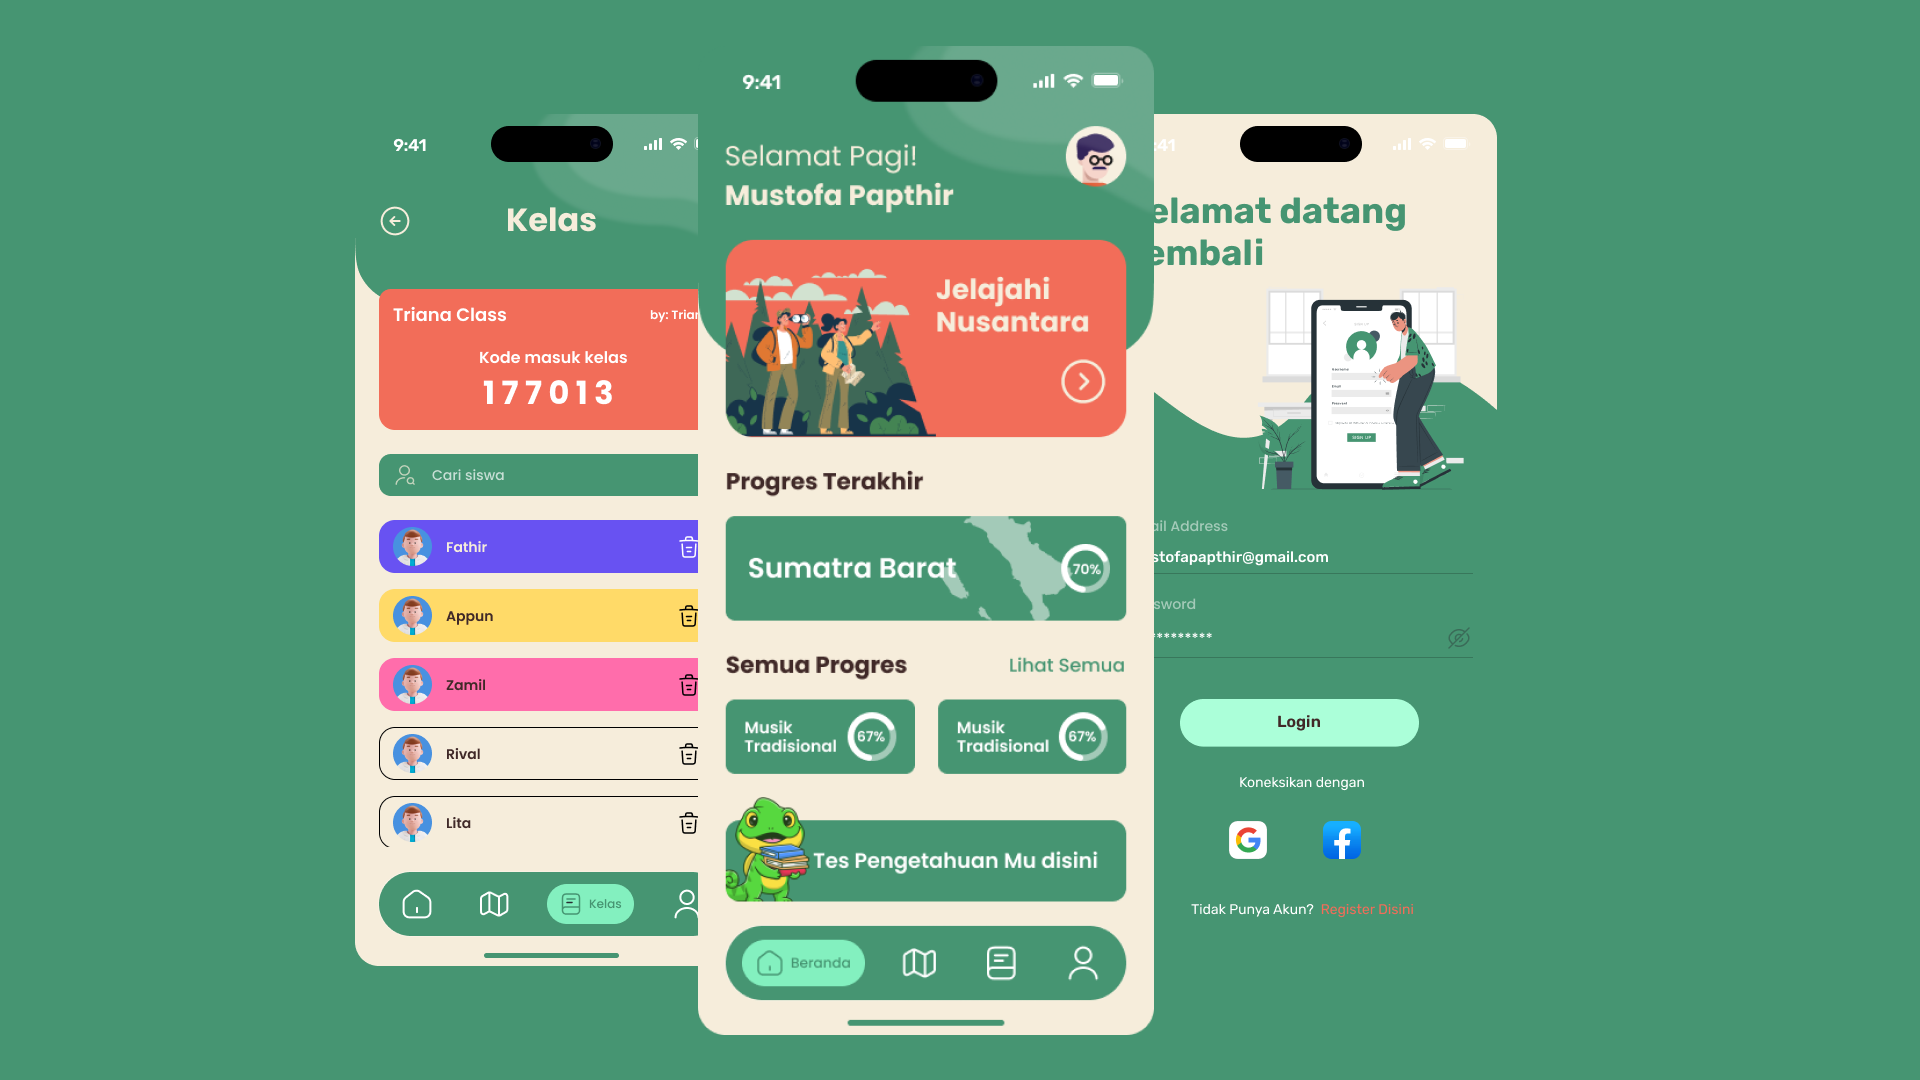 9:41
Kelas
Triana Class
by: Trian
Kode masuk kelas
177013
Cari siswa
Fathir
Appun
Zamil
Rival
Lita
Kelas
9:41
Selamat Pagi!
Mustofa Papthir
Jelajahi
Nusantara
Progres Terakhir
Sumatra Barat
70%
Semua Progres
Lihat Semua
Musik
Tradisional
67%
Musik
Tradisional
67%
Tes Pengetahuan Mu disini
Beranda
:41
elamat datang
embali
ail Address
stofapapthir@gmail.com
sword
*********
Login
Koneksikan dengan
Tidak Punya Akun? Register Disini